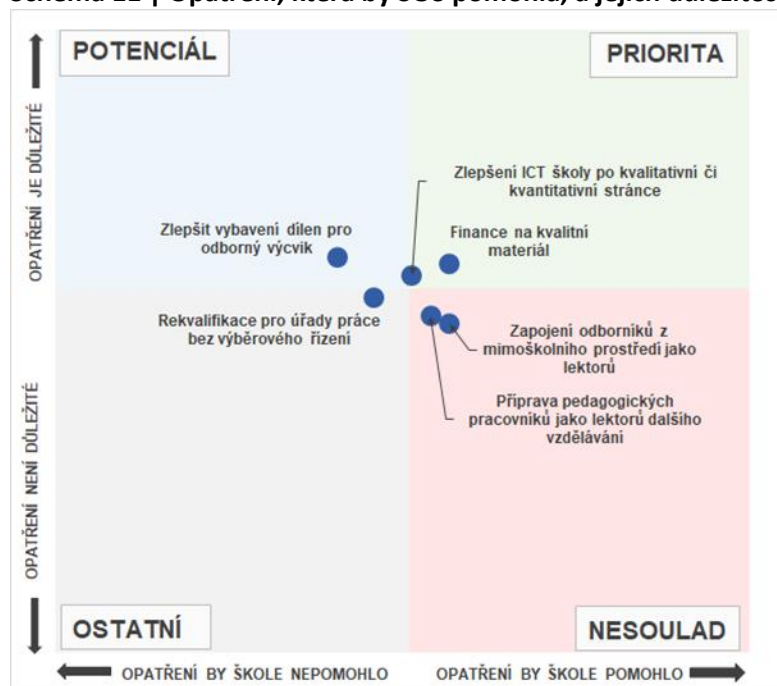 POTENCIÁL
PRIORITA
OPATŘENÍ JE DŮLEŽITÉ
Zlepšení ICT školy po kvalitativní či
kvantitativní stránce
Zlepšit vybavení dílen pro
odborný výcvik
Finance na kvalitní
materiál
Rekvalifikace pro úřady práce
bez výběrového řízení
Zapojení odborníků z
mimoškolního prostředí jako
lektorů
Příprava pedagogických
pracovníků jako lektorů dalšího
vzdělávání
OPATŘENÍ NENÍ DŮLEŽITÉ
OSTATNÍ
NESOULAD
OPATŘENÍ BY ŠKOLE NEPOMOHLO
OPATŘENÍ BY ŠKOLE POMOHLO